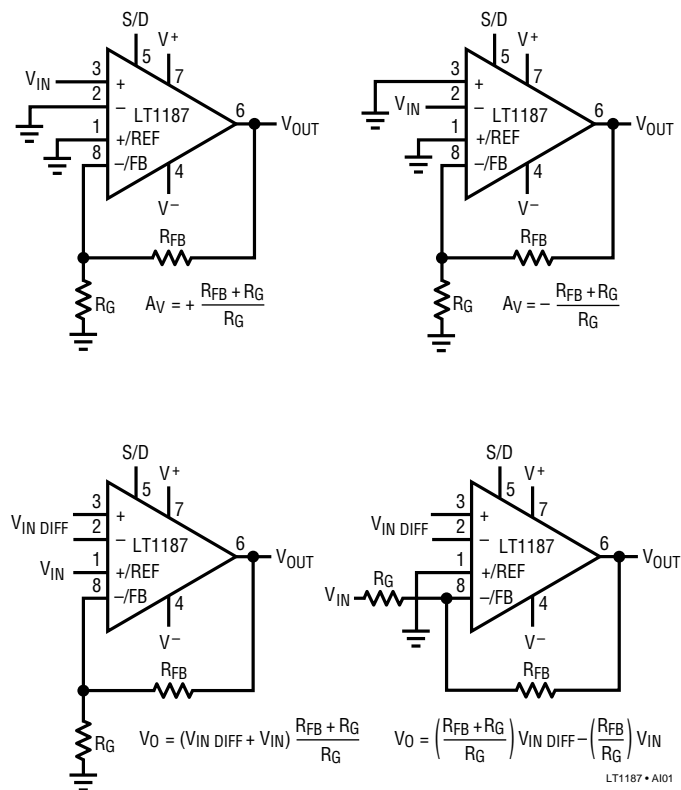 S/D
V+
5
7
3
VIN
+
2
−
LT1187
6
VOUT
1
+/REF
8
−/FB
4
V−
RFB
RG
AV = + RFB + RG
RG
S/D
V+
5
7
3
+
2
VIN
−
LT1187
6
VOUT
1
+/REF
8
−/FB
4
V−
RFB
RG
AV = − RFB + RG
RG
S/D
V+
5
7
3
+
VIN DIFF
2
−
LT1187
6
VOUT
1
VIN
+/REF
8
−/FB
4
V−
RFB
RG
VO = (VIN DIFF + VIN) RFB + RG
RG
S/D
V+
5
7
3
+
VIN DIFF
2
−
LT1187
6
VOUT
1
+/REF
RG
VIN
8
−/FB
4
V−
RFB
VO = (RFB + RG / RG) VIN DIFF − (RFB / RG) VIN
LT1187 • AI01